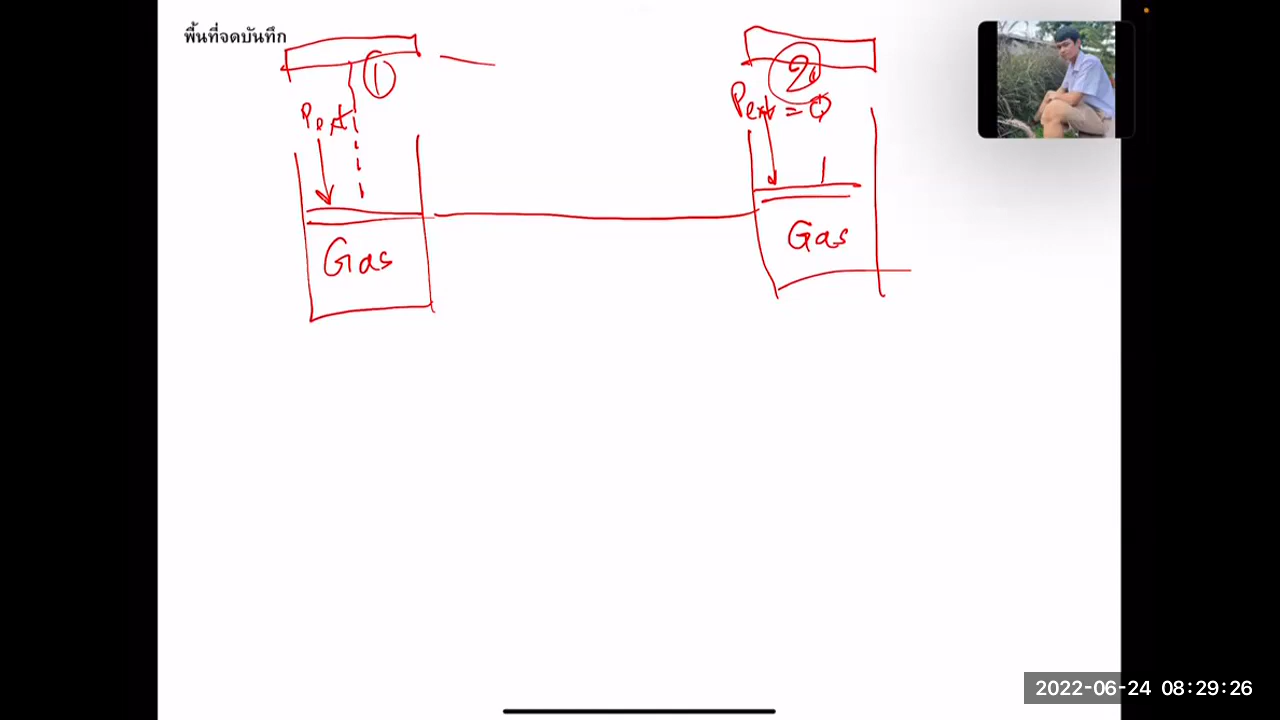 พื้นที่จดบันทึก
① ②
Pext Pext = 0
Gas Gas
2022-06-24 08:29:26